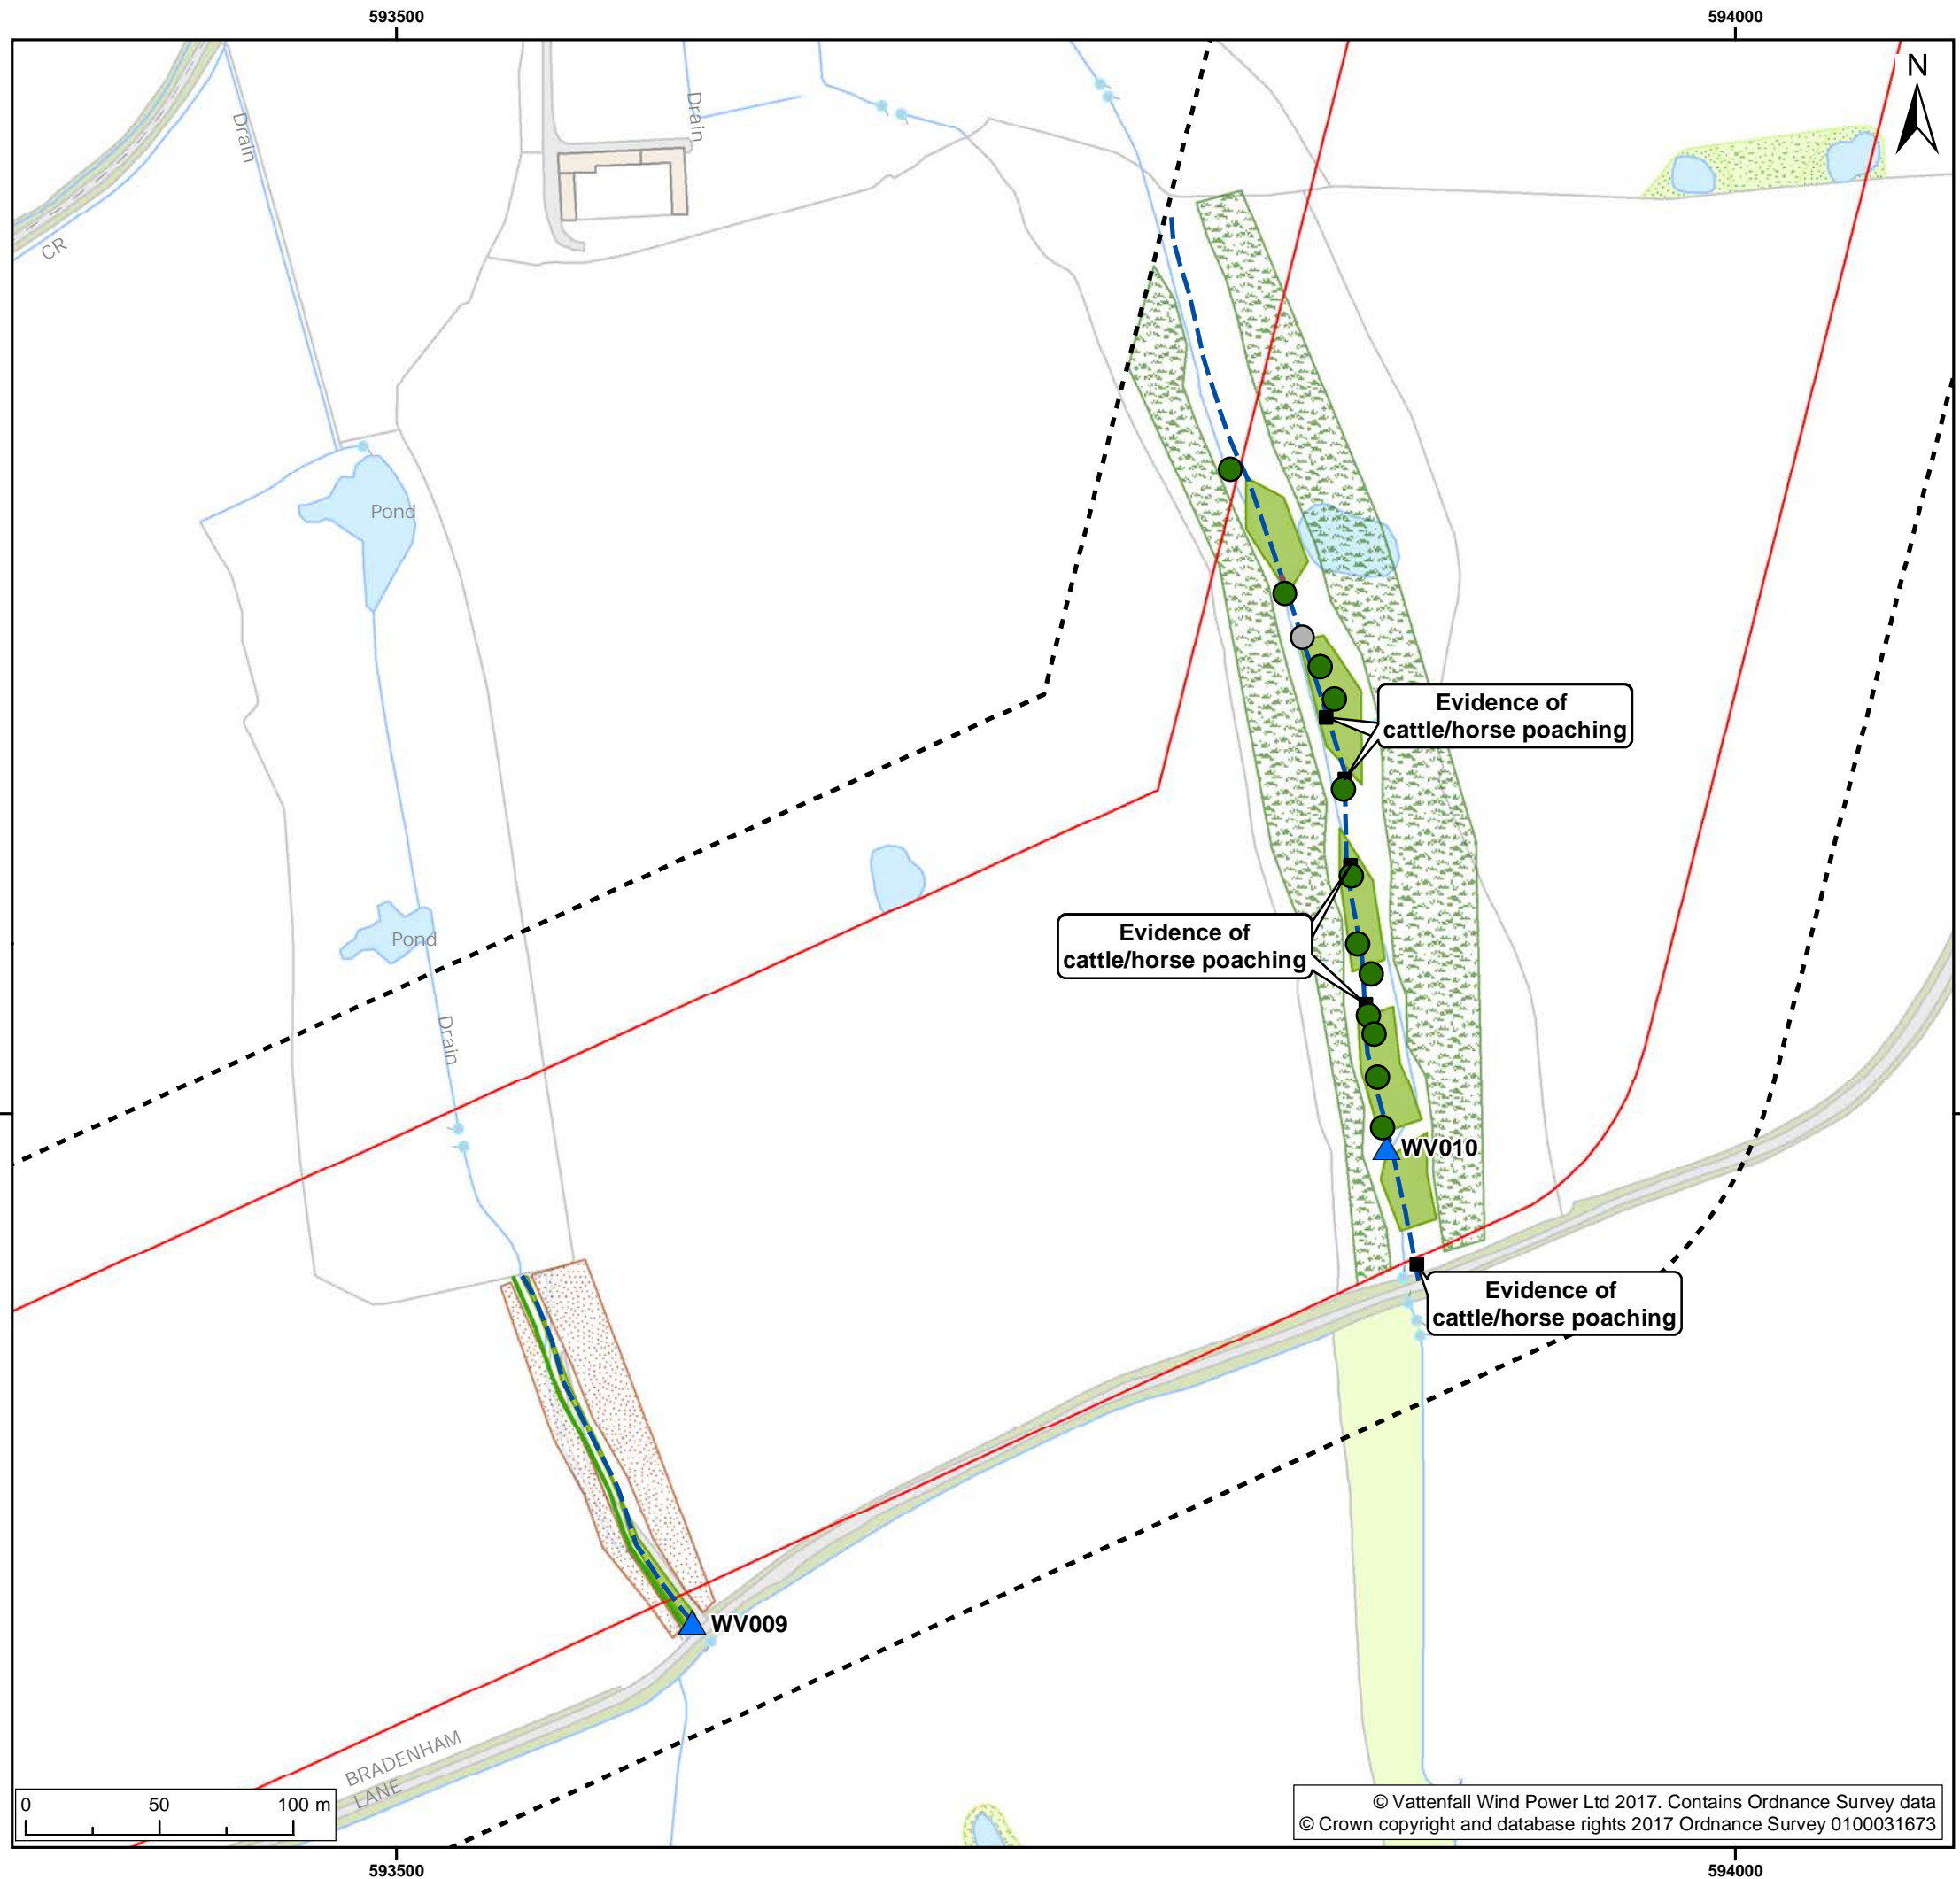 593500
594000
N
Drain
Drain
CR
Pond
Evidence of
cattle/horse poaching
Evidence of
cattle/horse poaching
Pond
Drain
WV010
Evidence of
cattle/horse poaching
WV009
BRADENHAM
LANE
0 50 100 m
© Vattenfall Wind Power Ltd 2017. Contains Ordnance Survey data
© Crown copyright and database rights 2017 Ordnance Survey 0100031673
593500
594000